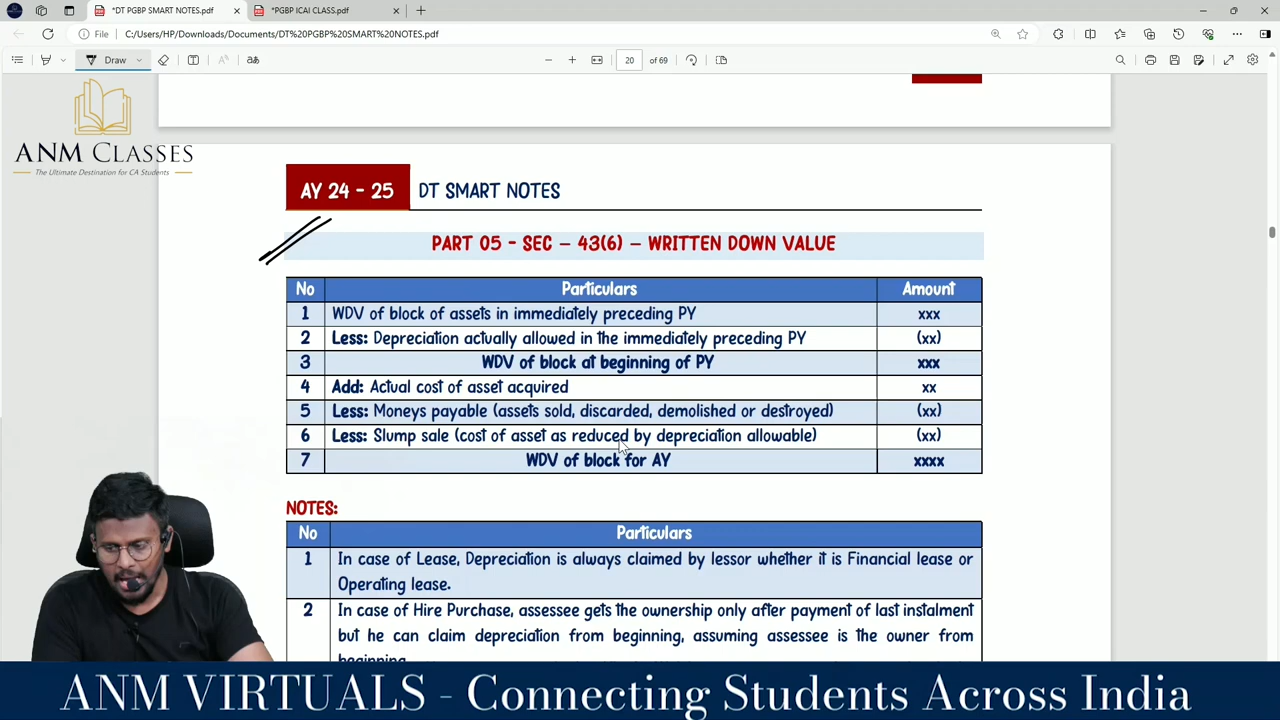 *DT PGBP SMART NOTES.pdf
*PGBP ICAI CLASS.pdf
File
C:/Users/HP/Downloads/Documents/DT%20PGBP%20SMART%20NOTES.pdf
Draw
20 of 69
ANM CLASSES
The Ultimate Destination for CA Students
AY 24 - 25 DT SMART NOTES
PART 05 - SEC – 43(6) – WRITTEN DOWN VALUE
No Particulars Amount
1 WDV of block of assets in immediately preceding PY xxx
2 Less: Depreciation actually allowed in the immediately preceding PY (xx)
3 WDV of block at beginning of PY xxx
4 Add: Actual cost of asset acquired xx
5 Less: Moneys payable (assets sold, discarded, demolished or destroyed) (xx)
6 Less: Slump sale (cost of asset as reduced by depreciation allowable) (xx)
7 WDV of block for AY xxxx
NOTES:
No Particulars
1 In case of Lease, Depreciation is always claimed by lessor whether it is Financial lease or
Operating lease.
2 In case of Hire Purchase, assessee gets the ownership only after payment of last instalment
but he can claim depreciation from beginning, assuming assessee is the owner from
beginning
ANM VIRTUALS - Connecting Students Across India